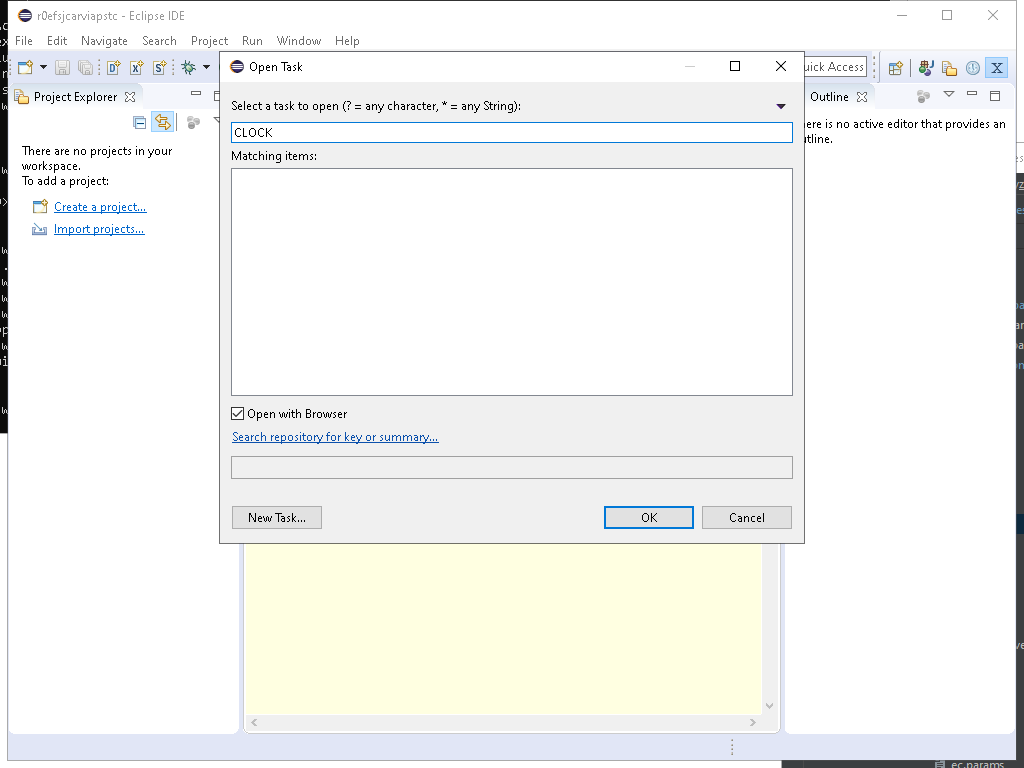 r0efsjcarviapstc - Eclipse IDE
File Edit Navigate Search Project Run Window Help
Open Task
uick Access
Project Explorer
Outline
Select a task to open (? = any character, * = any String):
CLOCK
Matching items:
ere is no active editor that provides an
utline.
There are no projects in your
workspace.
To add a project:
Create a project...
Import projects...
Open with Browser
Search repository for key or summary...
New Task...
OK
Cancel
ec.params